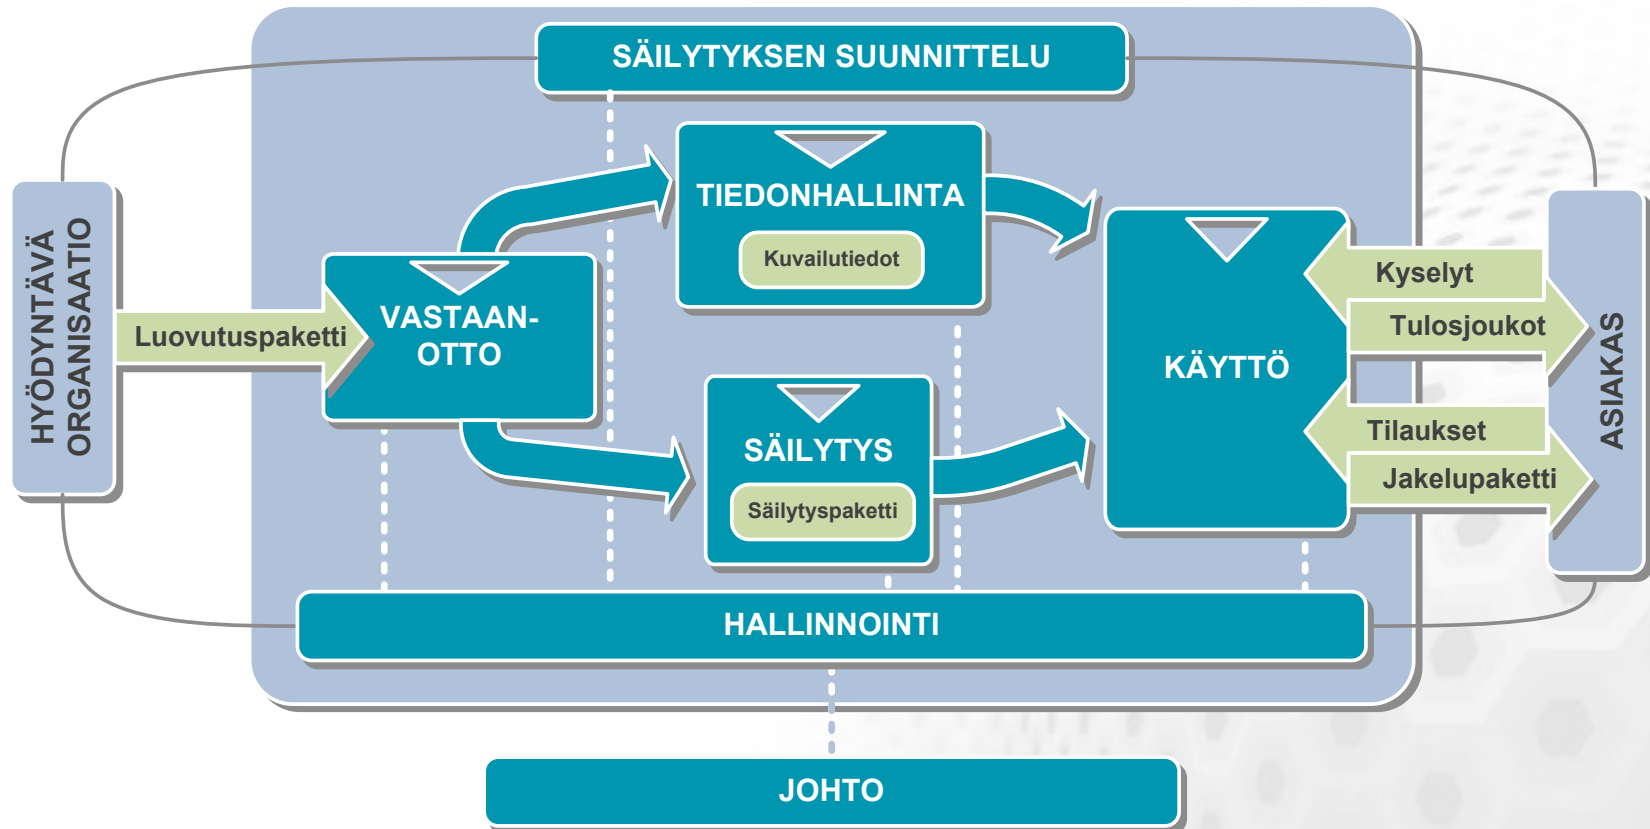 SÄILYTYKSEN SUUNNITTELU
HYÖDYNTÄVÄ
ORGANISAATIO
Luovutuspaketti
VASTAAN-
OTTO
TIEDONHALLINTA
Kuvailutiedot
SÄILYTYS
Säilytyspaketti
KÄYTTÖ
Kyselyt
Tulosjoukot
Tilaukset
Jakelupaketti
ASIAKAS
HALLINNOINTI
JOHTO